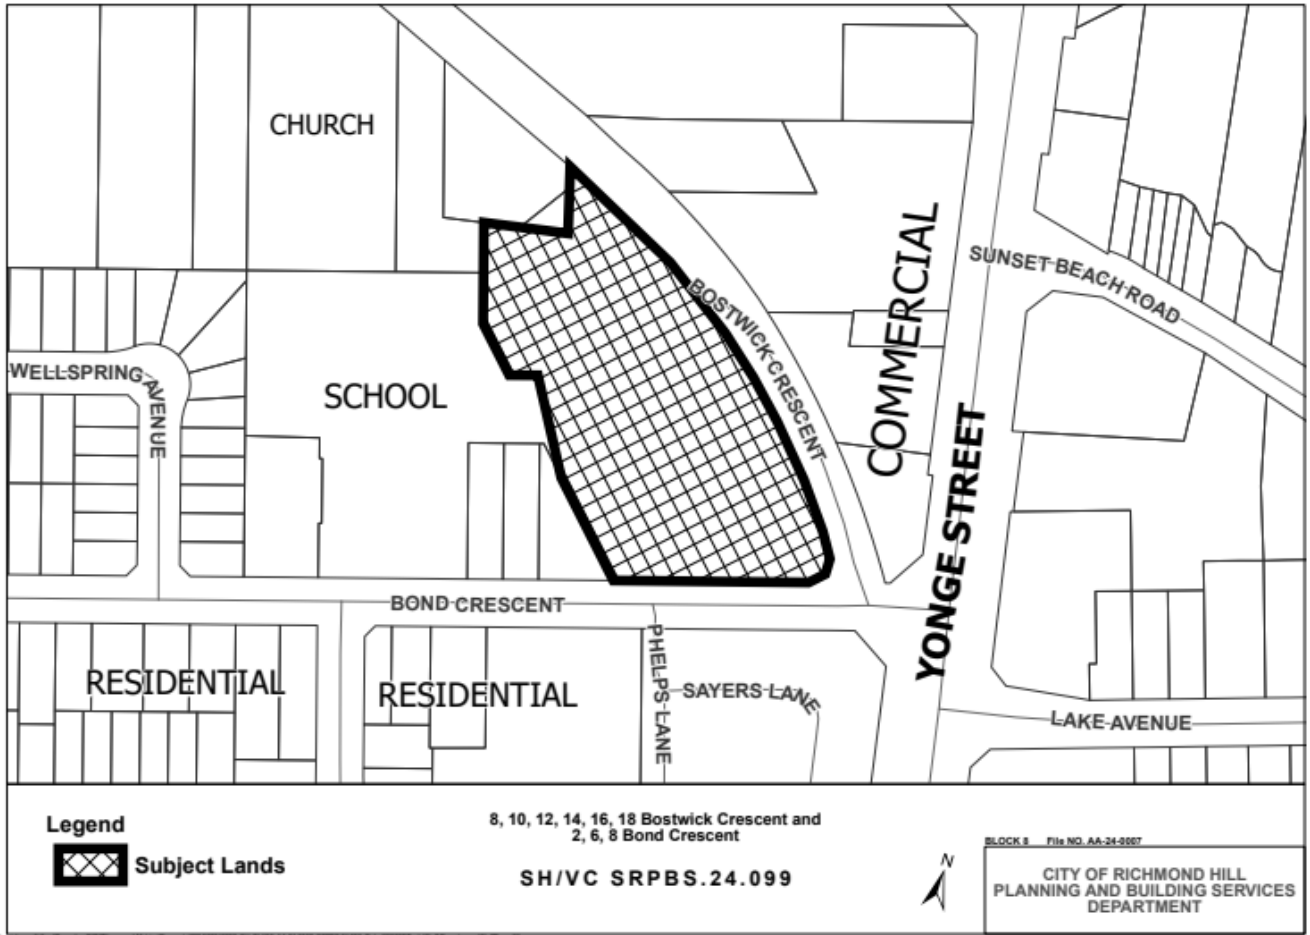 CHURCH
BOSTWICK CRESCENT
COMMERCIAL
SUNSET BEACH ROAD
WELLSPRING AVENUE
SCHOOL
YONGE STREET
BOND CRESCENT
RESIDENTIAL
RESIDENTIAL
PHELPS LANE
SAYERS LANE
LAKE AVENUE
Legend
Subject Lands
8, 10, 12, 14, 16, 18 Bostwick Crescent and
2, 6, 8 Bond Crescent
SH/VC SRPBS.24.099
N
BLOCK 8 File NO. AA-24-0007
CITY OF RICHMOND HILL
PLANNING AND BUILDING SERVICES
DEPARTMENT